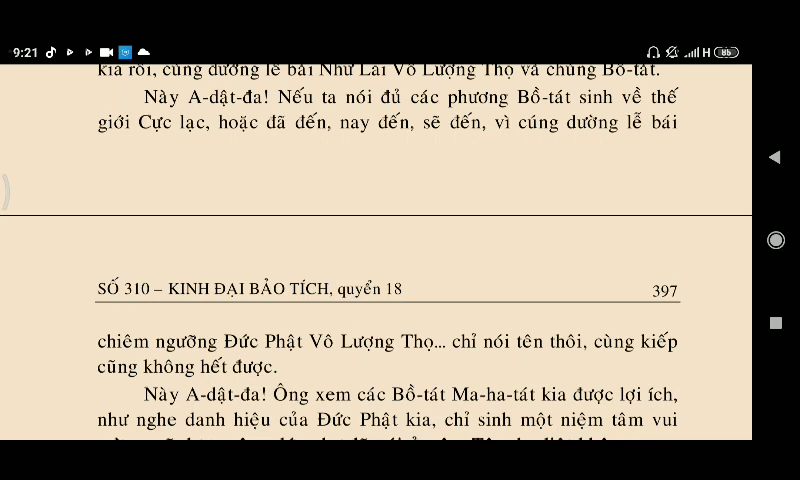 9:21
H 86
kia rồi, cúng dường lễ bái Như Lai Vô Lượng Thọ và chúng Bồ-tát.
Này A-dật-đa! Nếu ta nói đủ các phương Bồ-tát sinh về thế
giới Cực lạc, hoặc đã đến, nay đến, sẽ đến, vì cúng dường lễ bái
SỐ 310 – KINH ĐẠI BẢO TÍCH, quyển 18 397
chiêm ngưỡng Đức Phật Vô Lượng Thọ... chỉ nói tên thôi, cùng kiếp
cũng không hết được.
Này A-dật-đa! Ông xem các Bồ-tát Ma-ha-tát kia được lợi ích,
như nghe danh hiệu của Đức Phật kia, chỉ sinh một niệm tâm vui